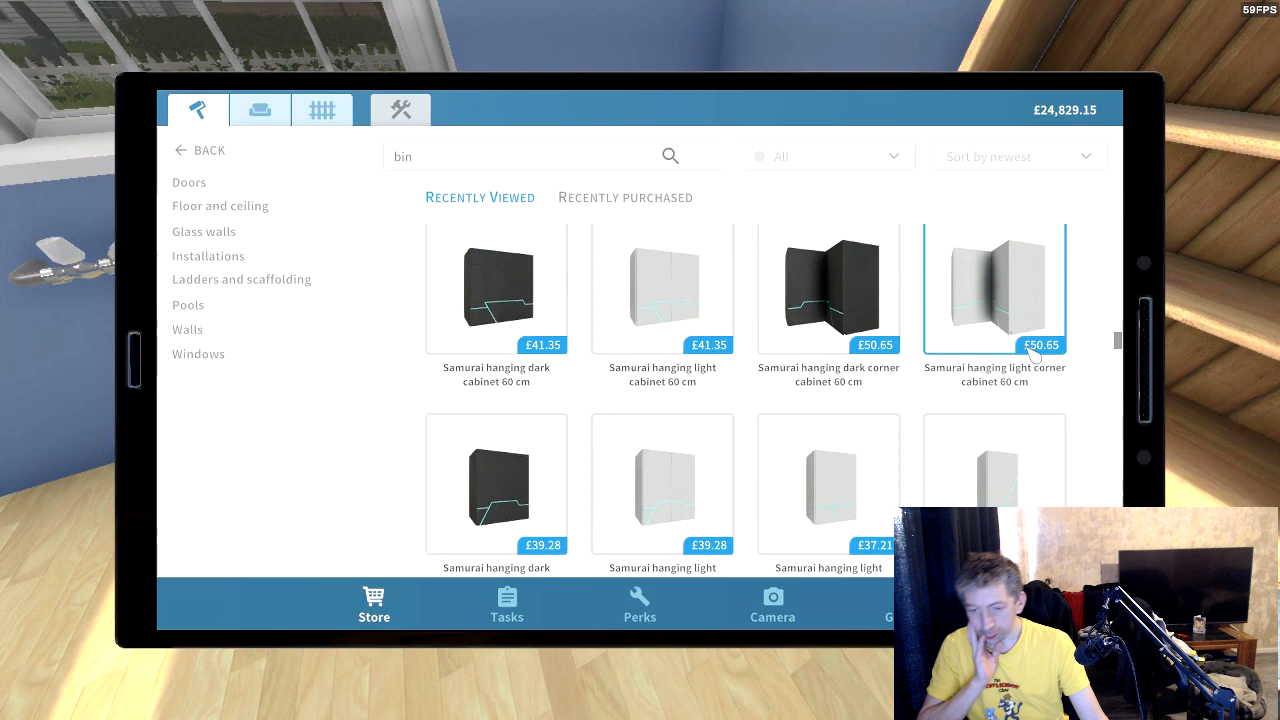 59FPS
£24,829.15
BACK
bin
All
Sort by newest
Doors
Floor and ceiling
Glass walls
Installations
Ladders and scaffolding
Pools
Walls
Windows
RECENTLY VIEWED
RECENTLY PURCHASED
£41.35
£41.35
£50.65
£50.65
Samurai hanging dark
cabinet 60 cm
Samurai hanging light
cabinet 60 cm
Samurai hanging dark corner
cabinet 60 cm
Samurai hanging light corner
cabinet 60 cm
£39.28
£39.28
£37.21
Samurai hanging dark
Samurai hanging light
Samurai hanging light
Store
Tasks
Perks
Camera
G